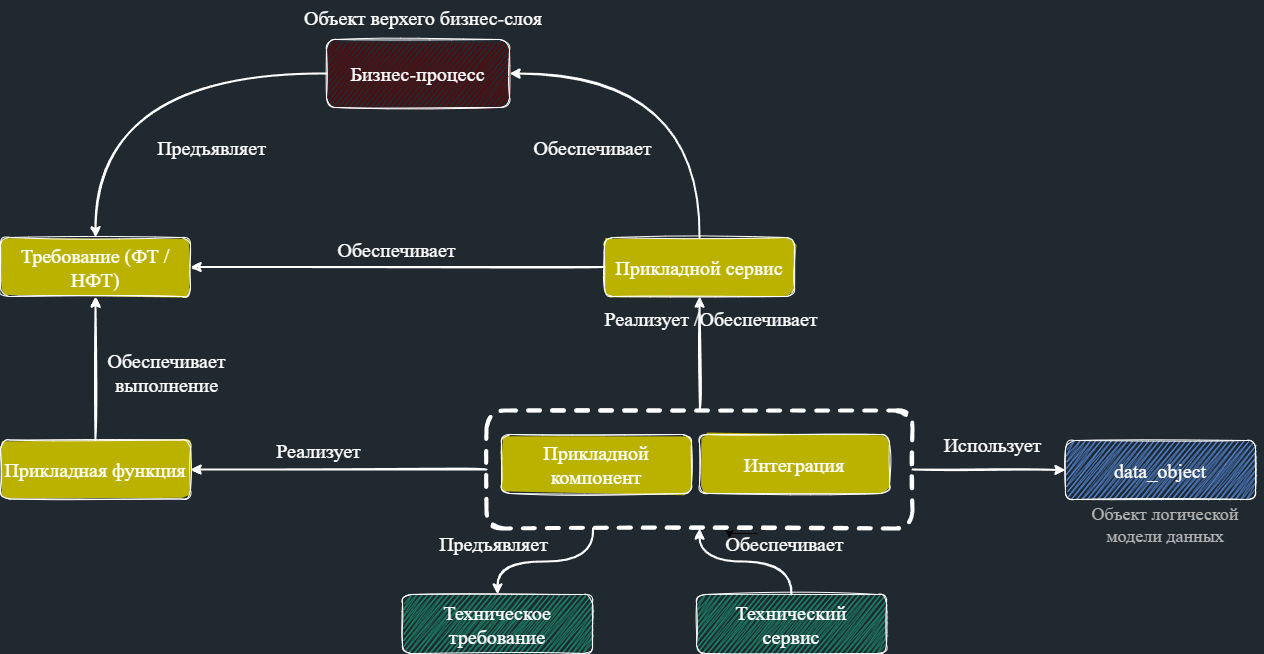 Объект верхего бизнес-слоя
Бизнес-процесс
Предъявляет
Обеспечивает
Требование (ФТ /
НФТ)
Обеспечивает
Прикладной сервис
Реализует /Обеспечивает
Обеспечивает
выполнение
Прикладная функция
Реализует
Прикладной
компонент
Интеграция
Использует
data_object
Объект логической
модели данных
Предъявляет
Обеспечивает
Техническое
требование
Технический
сервис